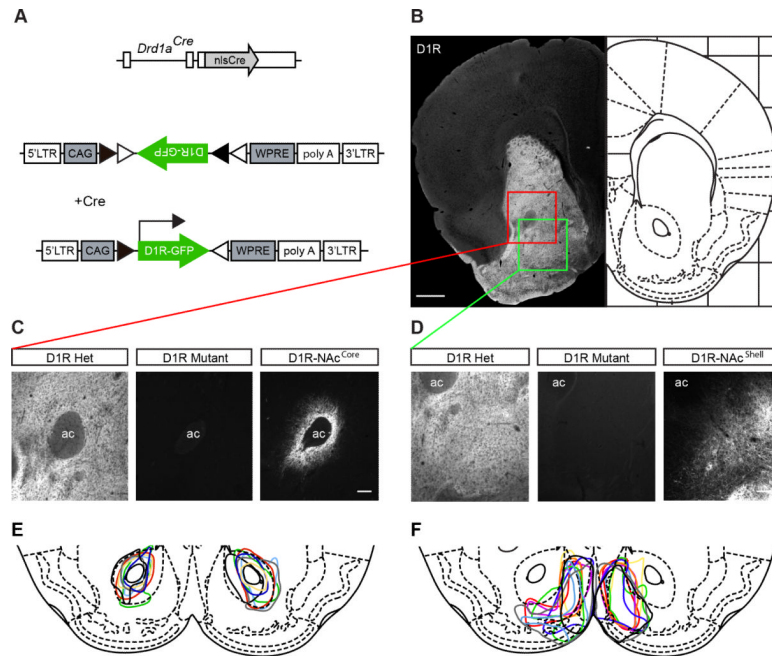 A
Drd1a Cre
nlsCre
5'LTR CAG D1R-GFP WPRE poly A 3'LTR
+Cre
5'LTR CAG D1R-GFP WPRE poly A 3'LTR
B
D1R
C
D1R Het D1R Mutant D1R-NAc Core
ac ac ac
D
D1R Het D1R Mutant D1R-NAc Shell
ac ac ac
E
F